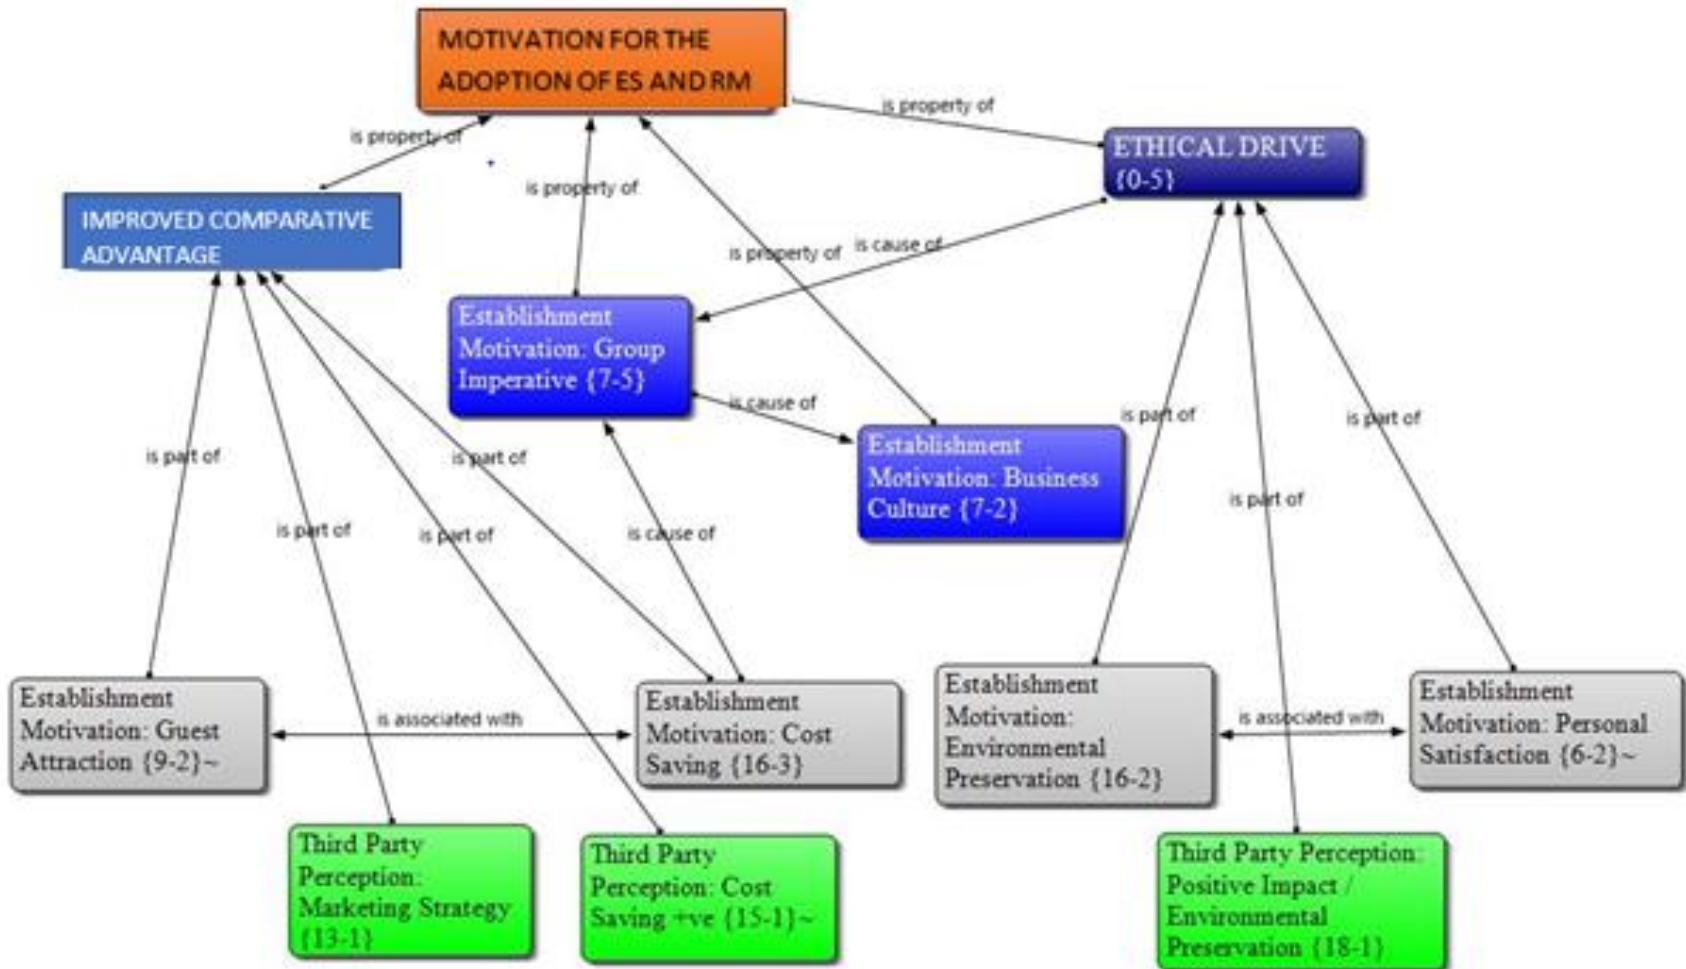 MOTIVATION FOR THE
ADOPTION OF ES AND RM
is property of
is property of
ETHICAL DRIVE
{0-5}
is property of
IMPROVED COMPARATIVE
ADVANTAGE
is property of
is cause of
Establishment
Motivation: Group
Imperative {7-5}
is cause of
Establishment
Motivation: Business
Culture {7-2}
is part of
is part of
is part of
is part of
is part of
is part of
is cause of
is part of
Establishment
Motivation: Guest
Attraction {9-2}~
is associated with
Establishment
Motivation: Cost
Saving {16-3}
Establishment
Motivation:
Environmental
Preservation {16-2}
is associated with
Establishment
Motivation: Personal
Satisfaction {6-2}~
Third Party
Perception:
Marketing Strategy
{13-1}
Third Party
Perception: Cost
Saving +ve {15-1}~
Third Party Perception:
Positive Impact /
Environmental
Preservation {18-1}